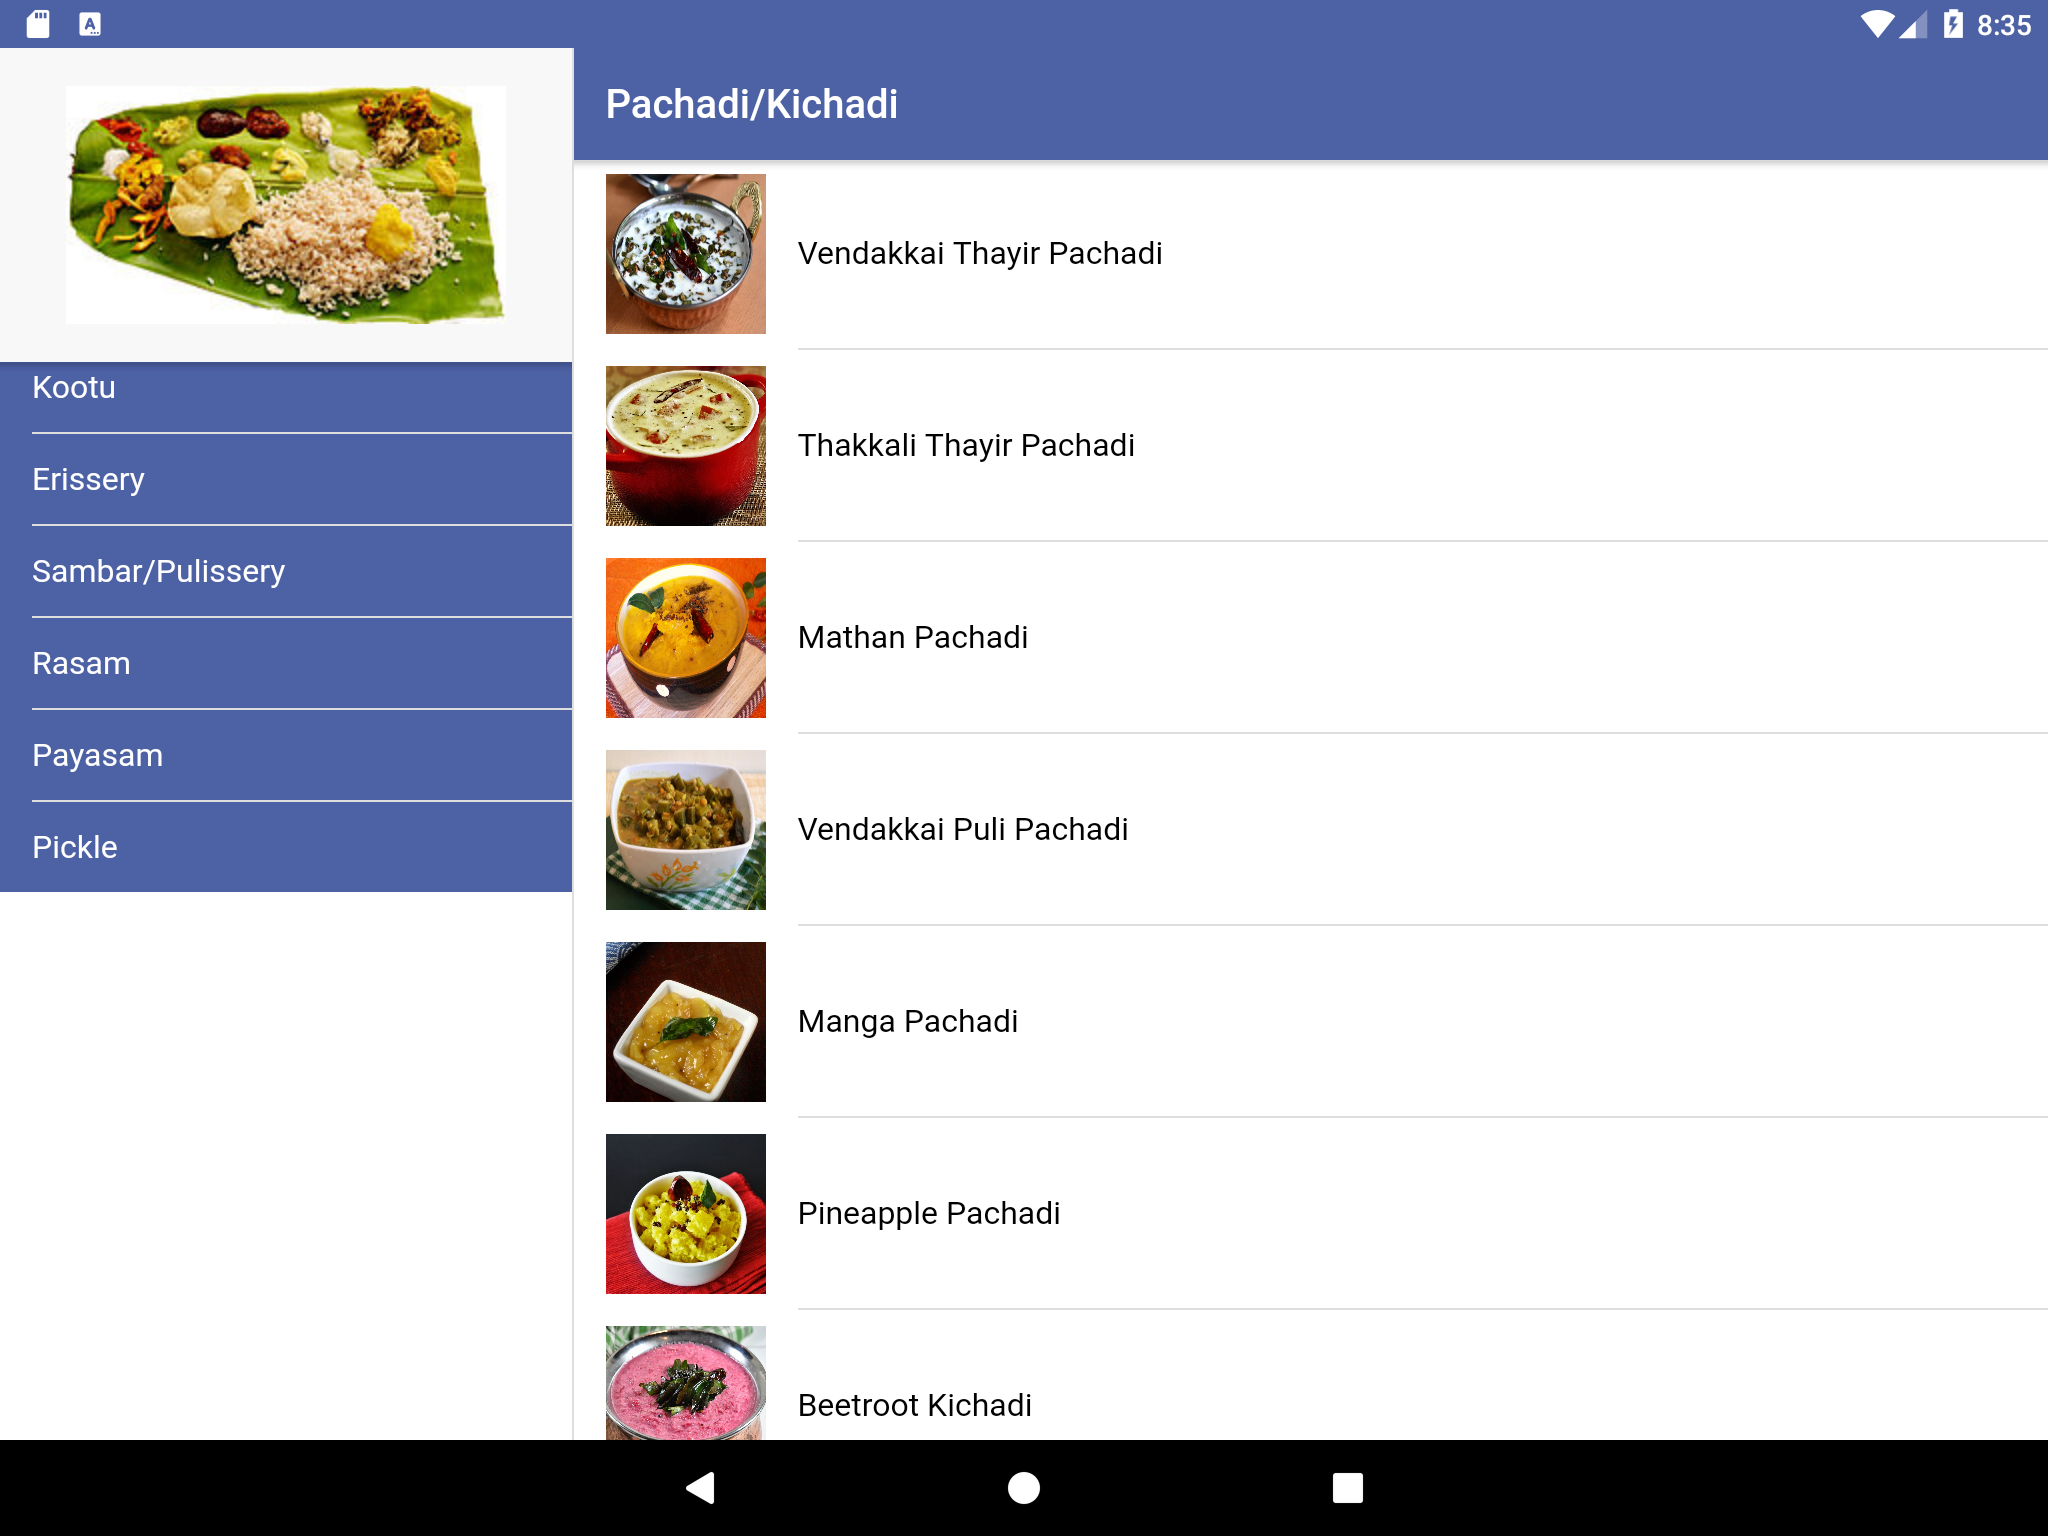 8:35
Pachadi/Kichadi
Kootu
Erissery
Sambar/Pulissery
Rasam
Payasam
Pickle
Vendakkai Thayir Pachadi
Thakkali Thayir Pachadi
Mathan Pachadi
Vendakkai Puli Pachadi
Manga Pachadi
Pineapple Pachadi
Beetroot Kichadi